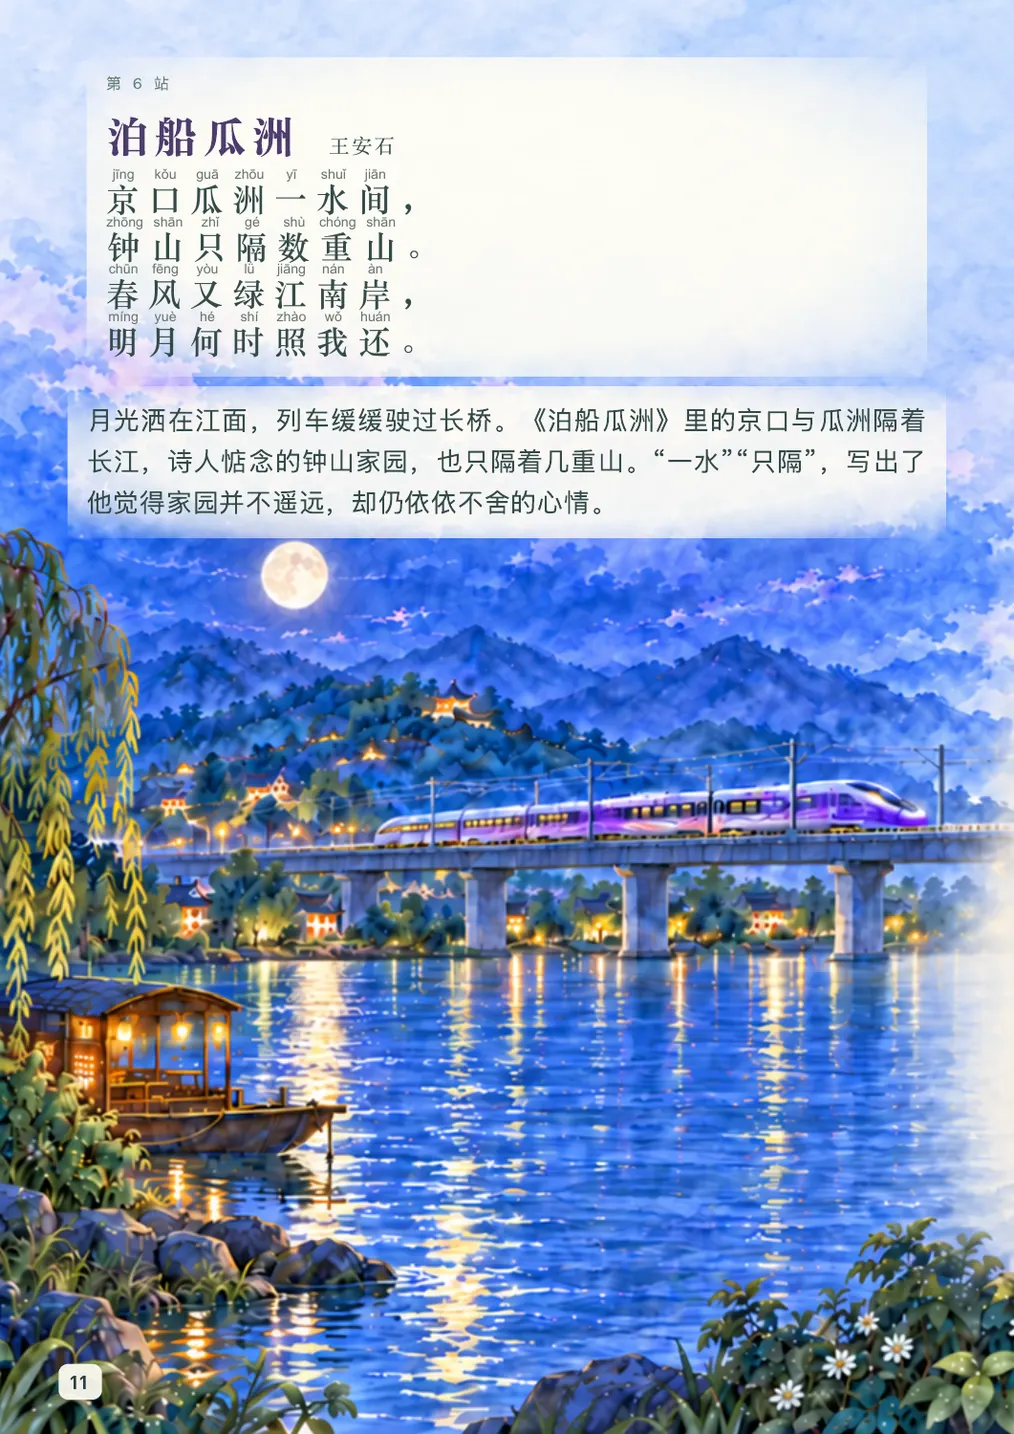 第 6 站
泊船瓜洲 王安石
jīng kǒu guā zhōu yī shuǐ jiān
京口瓜洲一水间，
zhōng shān zhǐ gé shù chóng shān
钟山只隔数重山。
chūn fēng yòu lǜ jiāng nán àn
春风又绿江南岸，
míng yuè hé shí zhào wǒ huán
明月何时照我还。
月光洒在江面，列车缓缓驶过长桥。《泊船瓜洲》里的京口与瓜洲隔着
长江，诗人惦念的钟山家园，也只隔着几重山。“一水”“只隔”，写出了
他觉得家园并不遥远，却仍依依不舍的心情。
11